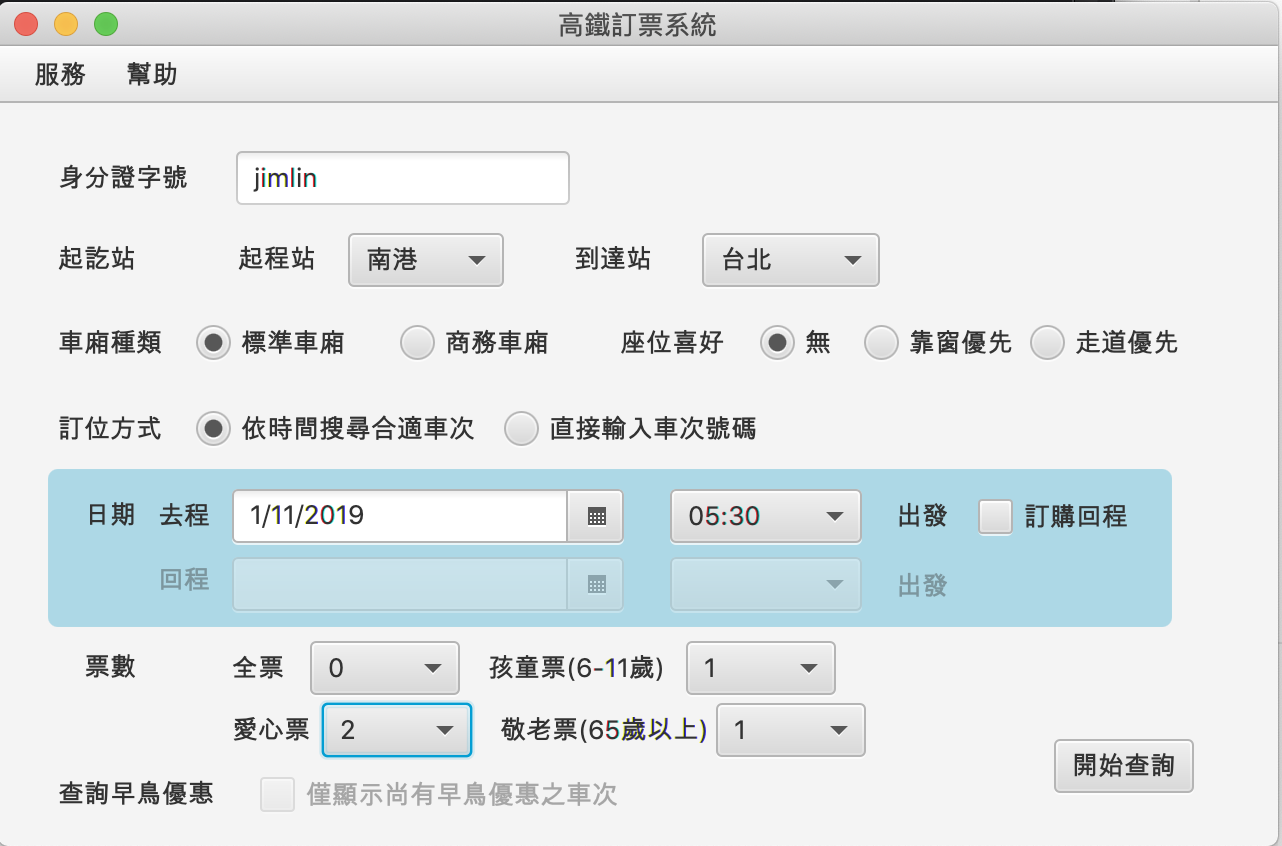 高鐵訂票系統
服務 幫助
身分證字號 jimlin
起訖站 起程站 南港 到達站 台北
車廂種類 標準車廂 商務車廂 座位喜好 無 靠窗優先 走道優先
訂位方式 依時間搜尋合適車次 直接輸入車次號碼
日期 去程 1/11/2019 05:30 出發 訂購回程
回程 出發
票數 全票 0 孩童票(6-11歲) 1
愛心票 2 敬老票(65歲以上) 1
開始查詢
查詢早鳥優惠 僅顯示尚有早鳥優惠之車次